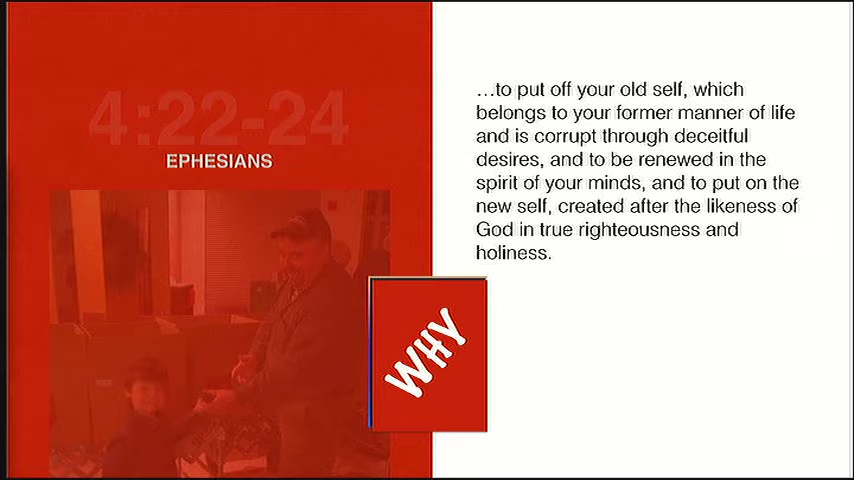 4:22-24
EPHESIANS
…to put off your old self, which
belongs to your former manner of life
and is corrupt through deceitful
desires, and to be renewed in the
spirit of your minds, and to put on the
new self, created after the likeness of
God in true righteousness and
holiness.
WHY